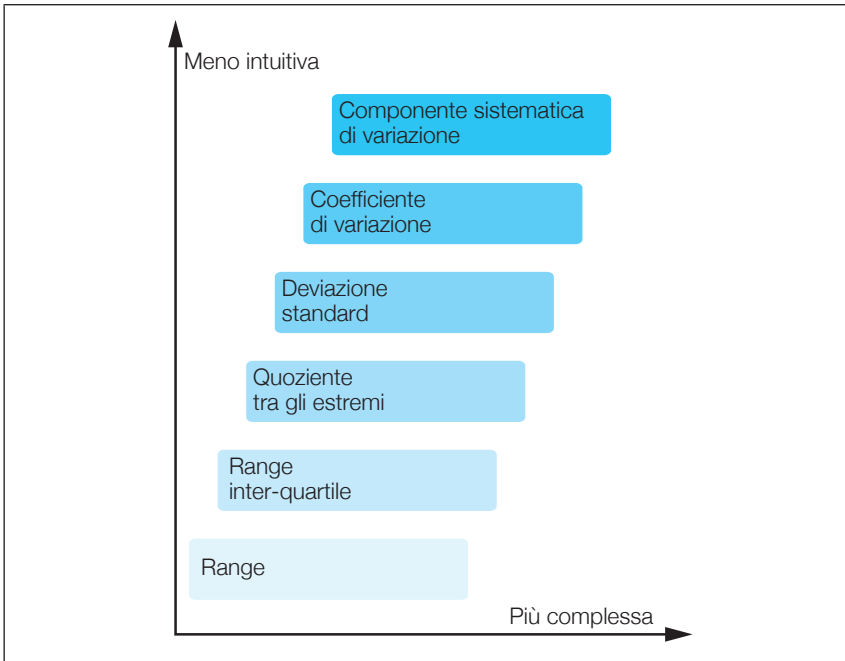 Meno intuitiva
Componente sistematica
di variazione
Coefficiente
di variazione
Deviazione
standard
Quoziente
tra gli estremi
Range
inter-quartile
Range
Più complessa